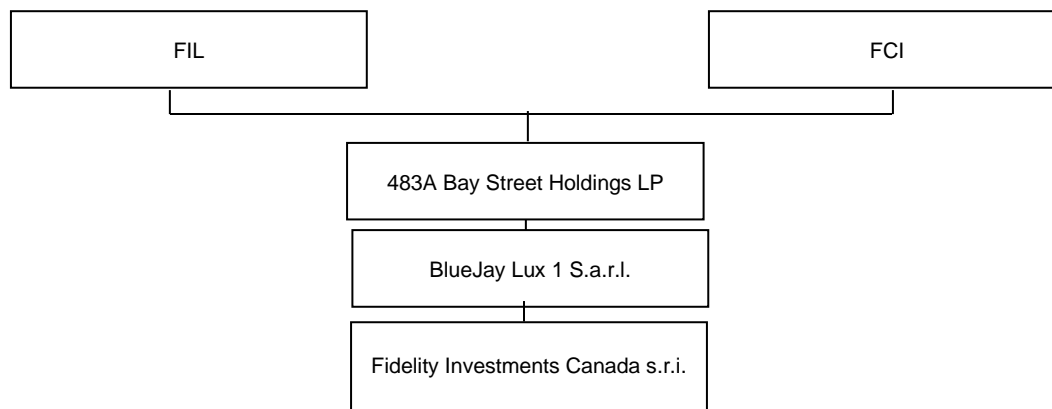 FIL
FCI
483A Bay Street Holdings LP
BlueJay Lux 1 S.a.r.l.
Fidelity Investments Canada s.r.i.